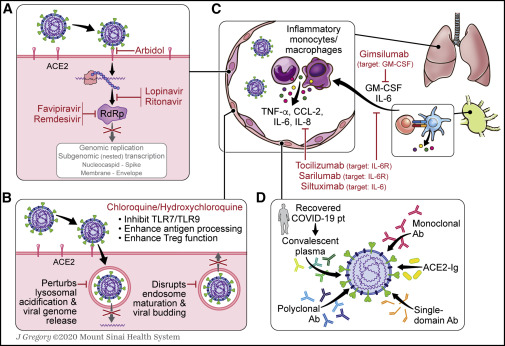 A
Arbidol
ACE2
Lopinavir
Ritonavir
Favipiravir
Remdesivir
RdRp
Genomic replication
Subgenomic (nested) transcription
Nucleocapid - Spike
Membrane - Envelope
B
Chloroquine/Hydroxychloroquine
• Inhibit TLR7/TLR9
• Enhance antigen processing
• Enhance Treg function
ACE2
Perturbs
lysosomal
acidification &
viral genome
release
Disrupts
endosome
maturation &
viral budding
C
Inflammatory
monocytes/
macrophages
TNF-α, CCL-2,
IL-6, IL-8
Gimsilumab
(target: GM-CSF)
GM-CSF
IL-6
Tocilizumab (target: IL-6R)
Sarilumab (target: IL-6R)
Siltuximab (target: IL-6)
D
Recovered
COVID-19 pt
Convalescent
plasma
Monoclonal
Ab
ACE2-Ig
Polyclonal
Ab
Single-
domain Ab
J Gregory ©2020 Mount Sinai Health System